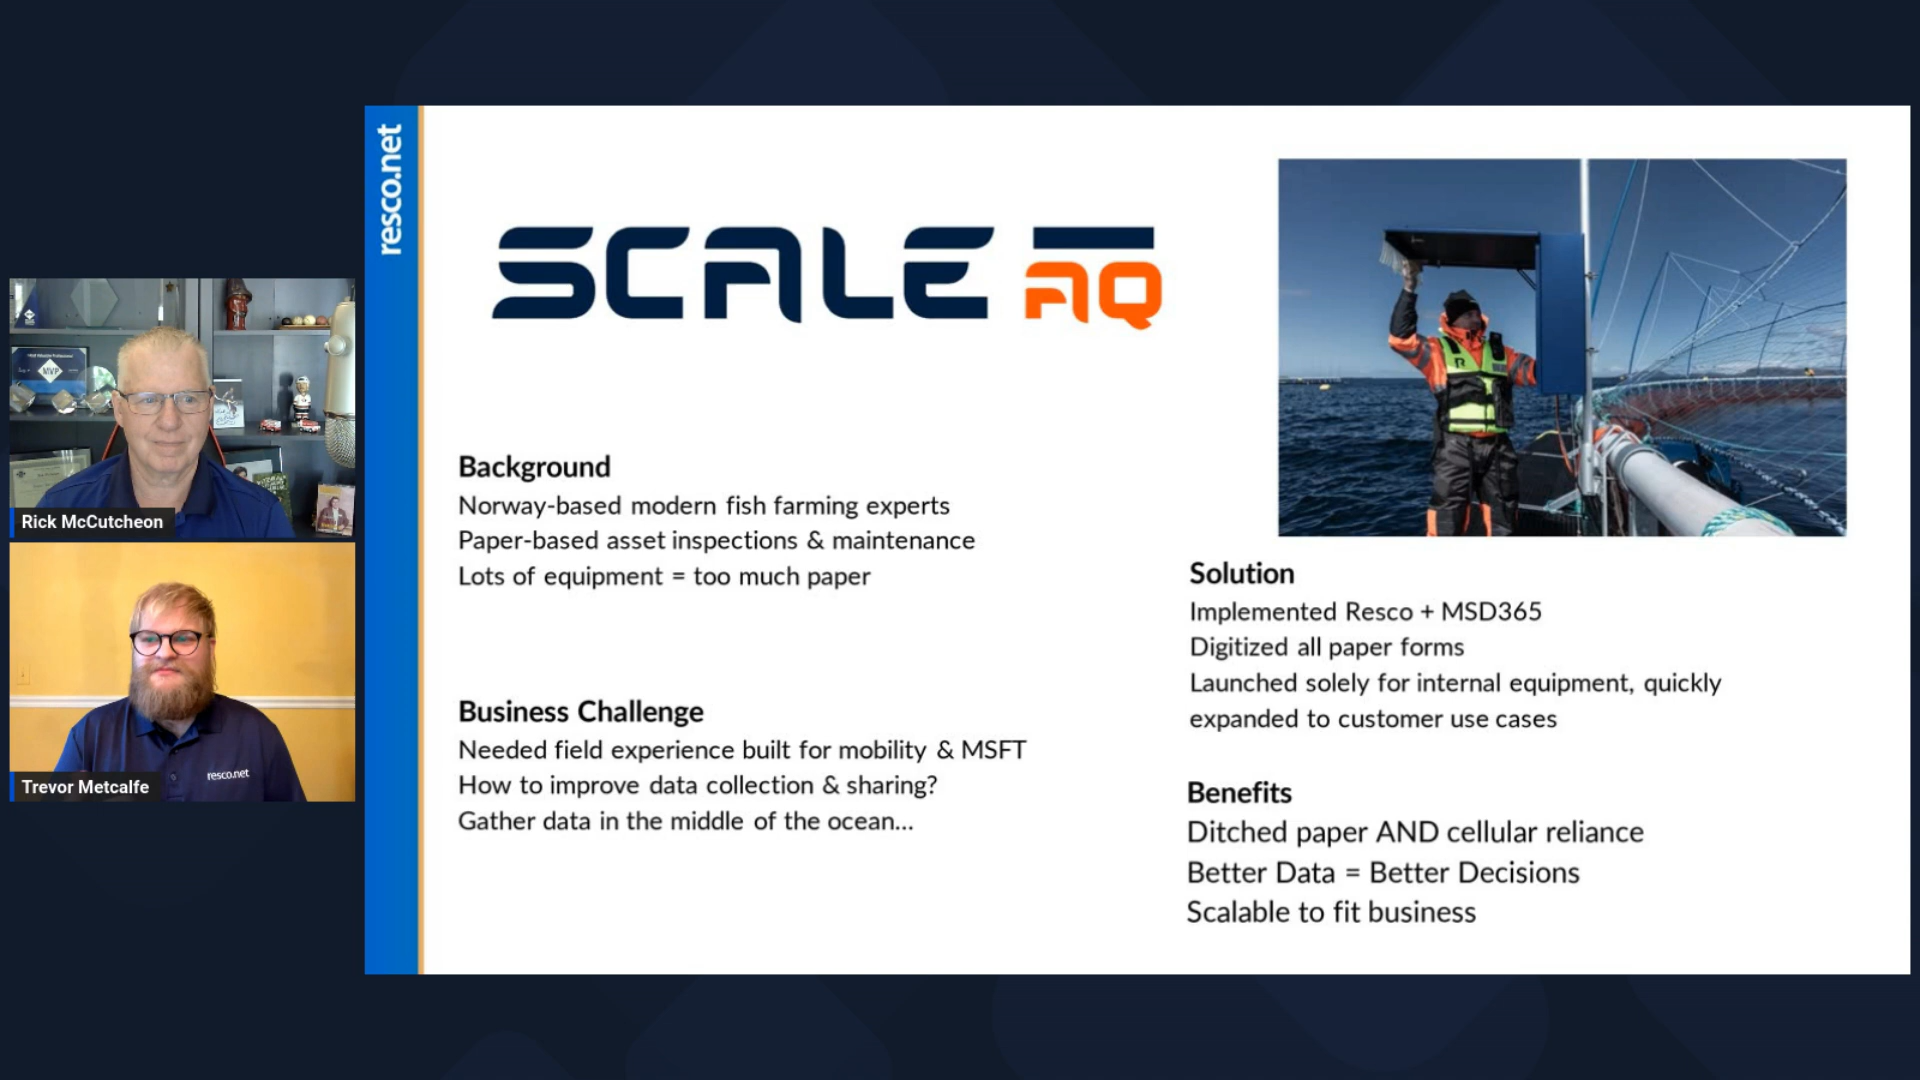 resco.net
SCALE AQ
Background
Norway-based modern fish farming experts
Paper-based asset inspections & maintenance
Lots of equipment = too much paper
Business Challenge
Needed field experience built for mobility & MSFT
How to improve data collection & sharing?
Gather data in the middle of the ocean...
Solution
Implemented Resco + MSD365
Digitized all paper forms
Launched solely for internal equipment, quickly
expanded to customer use cases
Benefits
Ditched paper AND cellular reliance
Better Data = Better Decisions
Scalable to fit business
MVP
Rick McCutcheon
resco.net
Trevor Metcalfe